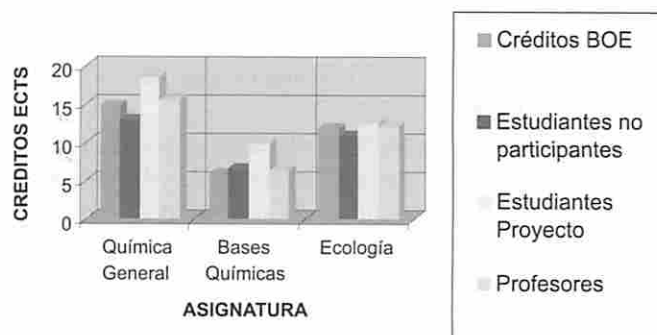 CREDITOS ECTS
20
15
10
5
0
Química
General
Bases
Químicas
Ecología
ASIGNATURA
Créditos BOE
Estudiantes no
participantes
Estudiantes
Proyecto
Profesores